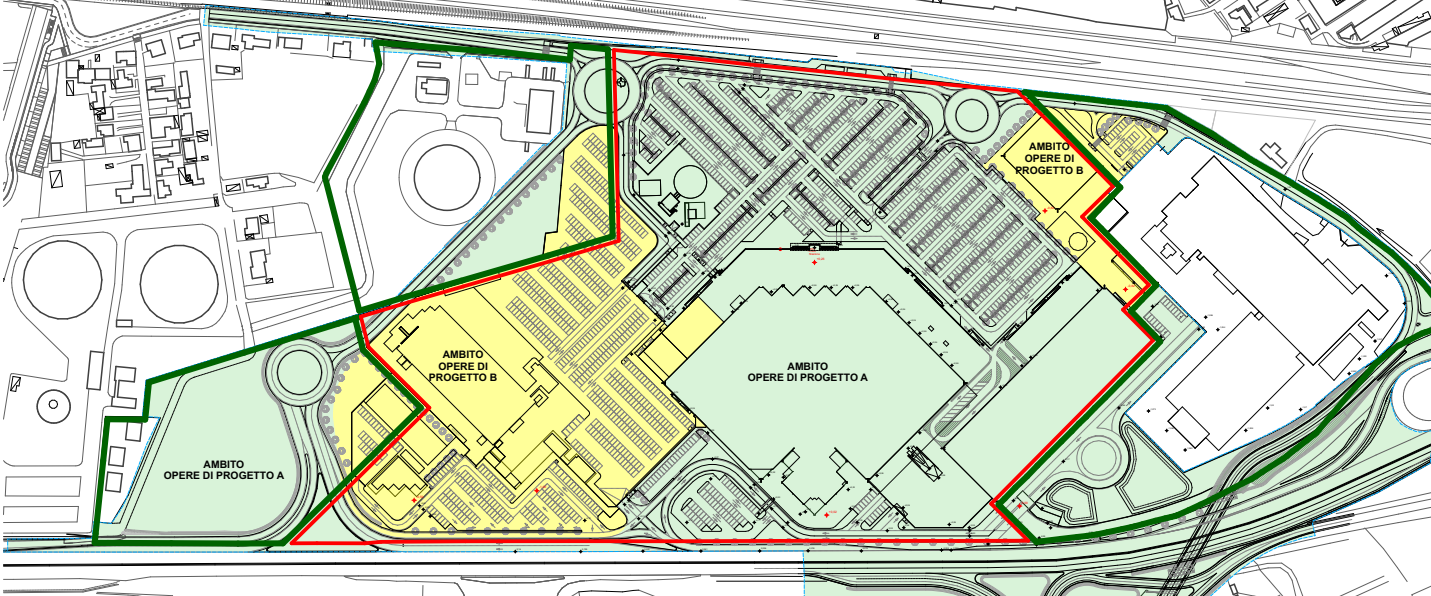 AMBITO
OPERE DI
PROGETTO B
AMBITO
OPERE DI PROGETTO A
AMBITO
OPERE DI
PROGETTO B
AMBITO
OPERE DI PROGETTO A